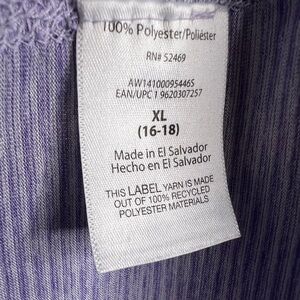 100% Polyester/Poliéster
RN# 52469
AW14100095446S
EAN/UPC 1 9620307257
XL
(16-18)
Made in El Salvador
Hecho en El Salvador
THIS LABEL YARN IS MADE
OUT OF 100% RECYCLED
POLYESTER MATERIALS